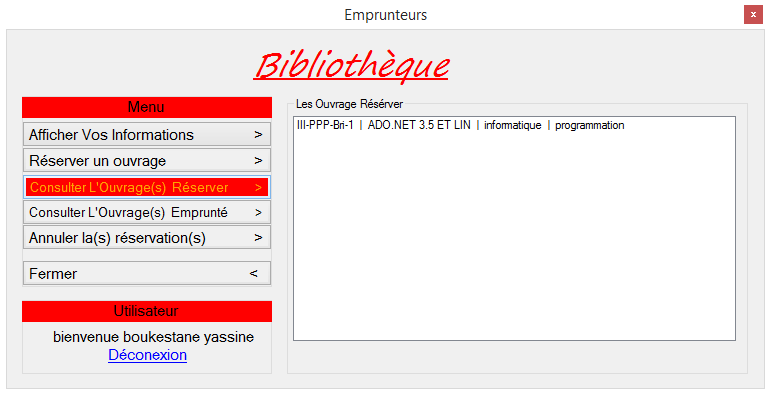 Emprunteurs
x
Bibliothèque
Menu
Afficher Vos Informations >
Réserver un ouvrage >
Consulter L'Ouvrage(s) Réserver >
Consulter L'Ouvrage(s) Emprunté >
Annuler la(s) réservation(s) >
Fermer <
Utilisateur
bienvenue boukestane yassine
Déconexion
Les Ouvrage Résérver
III-PPP-Bri-1 | ADO.NET 3.5 ET LIN | informatique | programmation